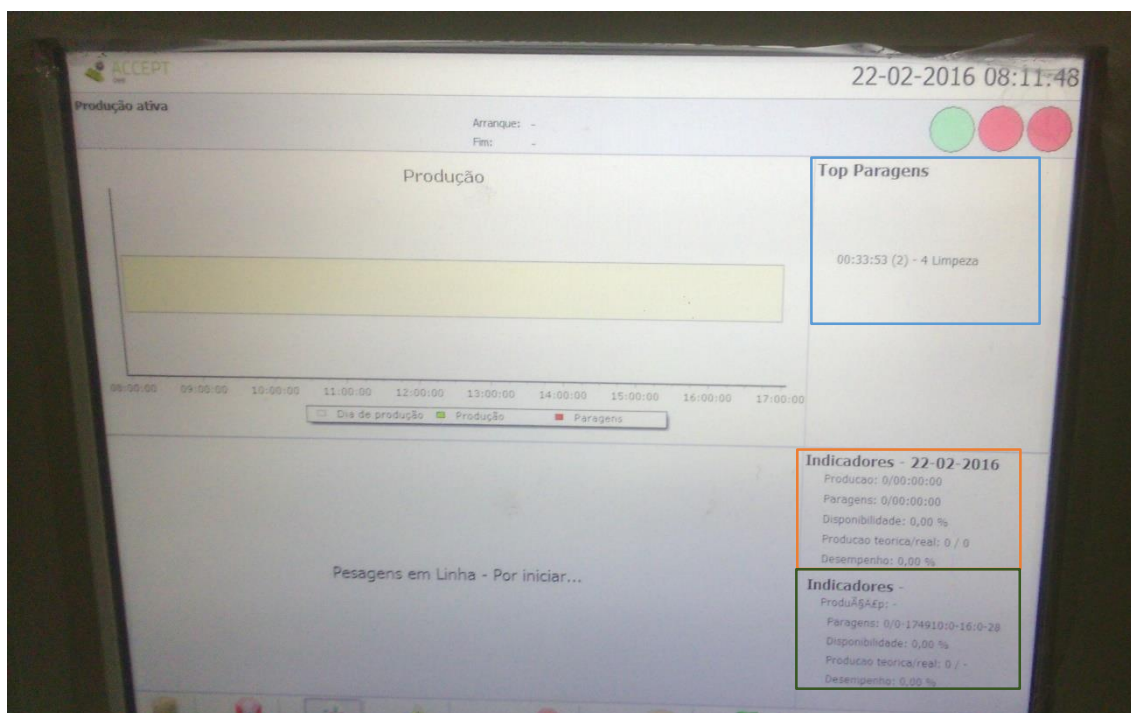 ACCEPT
22-02-2016 08:11:48
Produção ativa
Arranque: -
Fim: -
Produção
08:00:00 09:00:00 10:00:00 11:00:00 12:00:00 13:00:00 14:00:00 15:00:00 16:00:00 17:00:00
Dia de produção Produção Paragens
Top Paragens
00:33:53 (2) - 4 Limpeza
Pesagens em Linha - Por iniciar...
Indicadores - 22-02-2016
Producao: 0/00:00:00
Paragens: 0/00:00:00
Disponibilidade: 0,00 %
Producao teorica/real: 0 / 0
Desempenho: 0,00 %
Indicadores -
ProduÃ§Ã£p: -
Paragens: 0/0-174910:0-16:0-28
Disponibilidade: 0,00 %
Producao teorica/real: 0 / -
Desempenho: 0,00 %